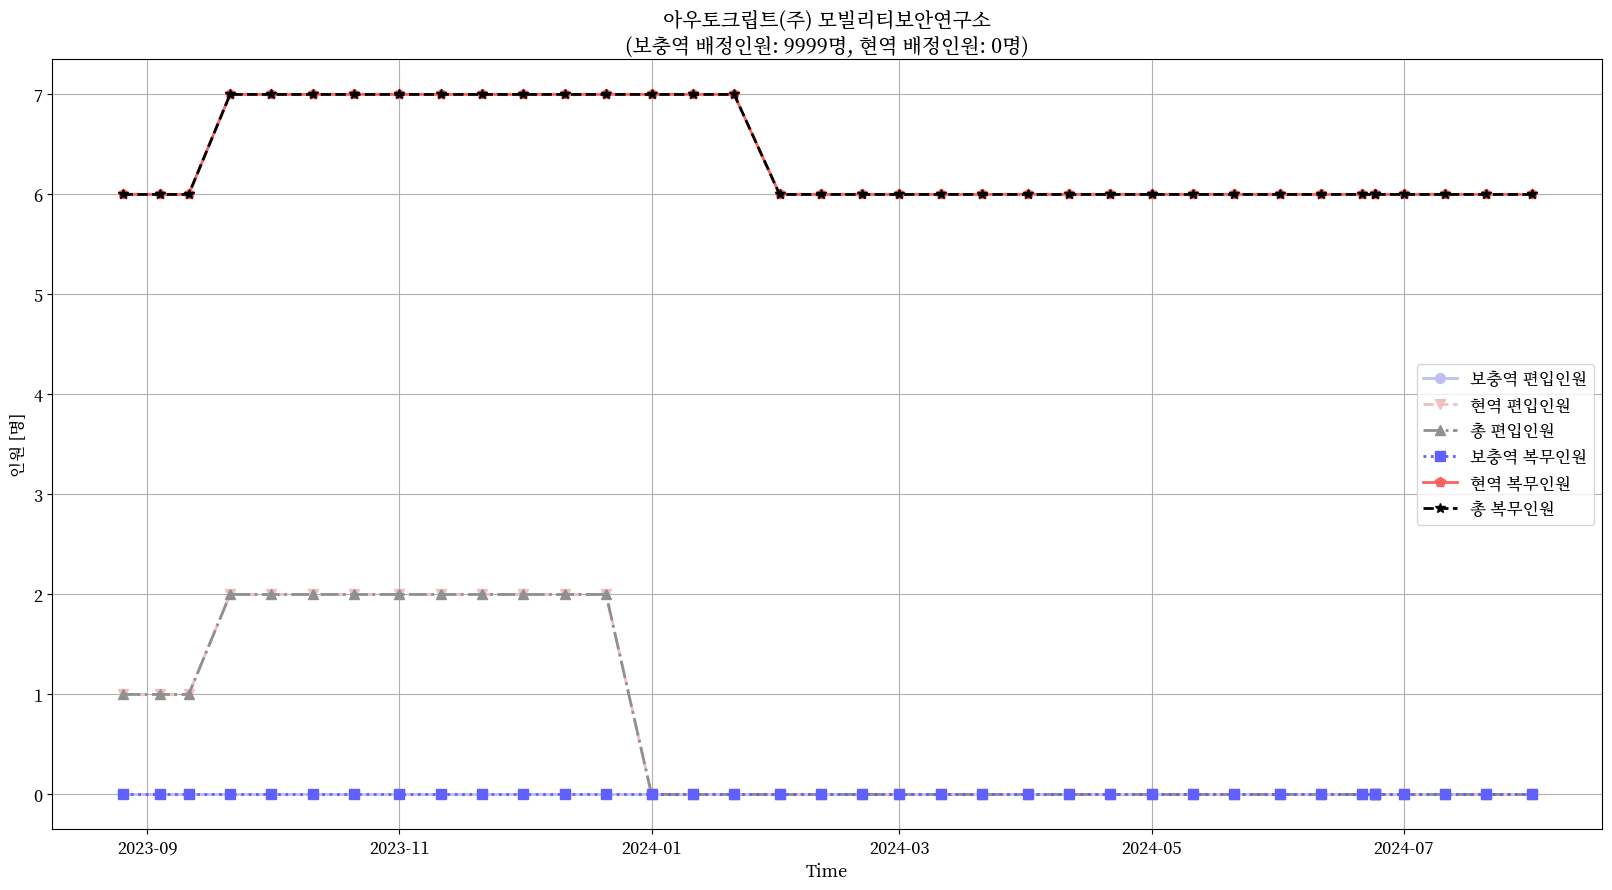 아우토크립트(주) 모빌리티보안연구소
(보충역 배정인원: 9999명, 현역 배정인원: 0명)
인원 [명]
7
6
5
4
3
2
1
0
보충역 편입인원
현역 편입인원
총 편입인원
보충역 복무인원
현역 복무인원
총 복무인원
2023-09
2023-11
2024-01
2024-03
2024-05
2024-07
Time